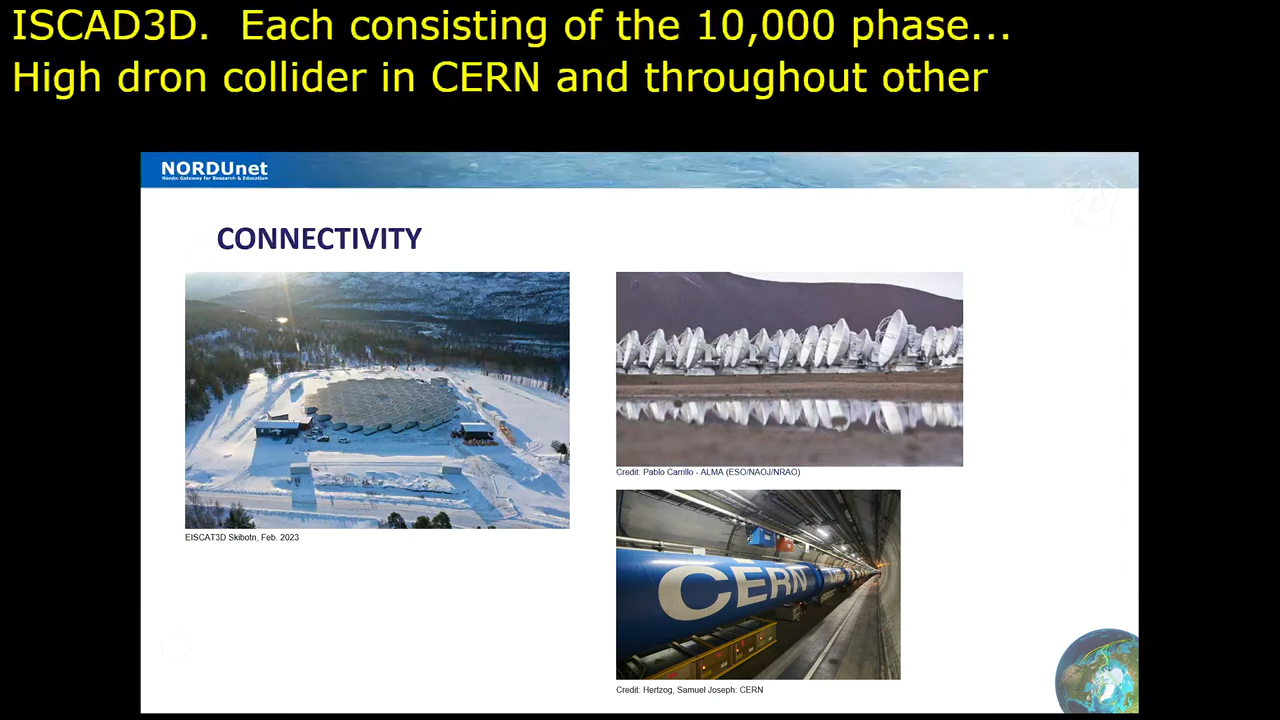 ISCAD3D.  Each consisting of the 10,000 phase...
High dron collider in CERN and throughout other
NORDUnet
Nordic Gateway for Research & Education
CONNECTIVITY
EISCAT3D Skibotn, Feb. 2023
Credit: Pablo Carrillo - ALMA (ESO/NAOJ/NRAO)
CERN
Credit: Hertzog, Samuel Joseph: CERN